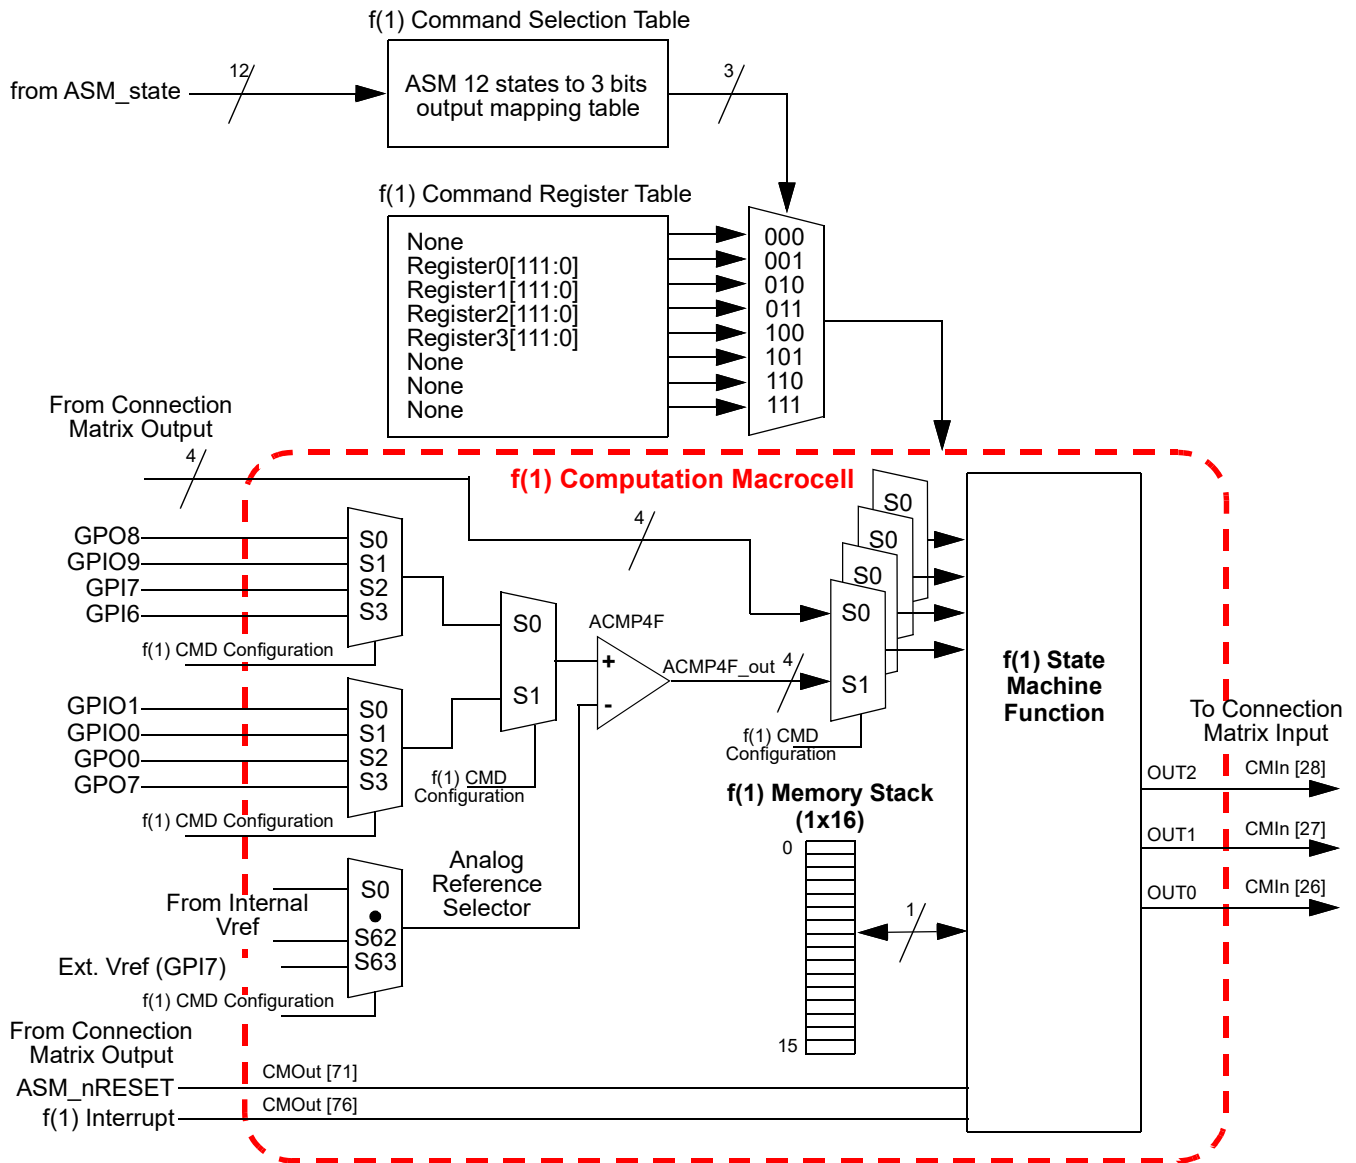 f(1) Command Selection Table
from ASM_state
12
ASM 12 states to 3 bits
output mapping table
3
f(1) Command Register Table
None
Register0[111:0]
Register1[111:0]
Register2[111:0]
Register3[111:0]
None
None
None
000
001
010
011
100
101
110
111
From Connection
Matrix Output
4
f(1) Computation Macrocell
4
GPO8
GPIO9
GPI7
GPI6
S0
S1
S2
S3
f(1) CMD Configuration
GPIO1
GPIO0
GPO0
GPO7
S0
S1
S2
S3
f(1) CMD Configuration
S0
S1
f(1) CMD
Configuration
ACMP4F
+
-
ACMP4F_out
4
S0
S0
S0
S0
S1
f(1) CMD
Configuration
f(1) State
Machine
Function
From Internal
Vref
Ext. Vref (GPI7)
S0
S62
S63
f(1) CMD Configuration
Analog
Reference
Selector
f(1) Memory Stack
(1x16)
0
15
1
To Connection
Matrix Input
OUT2
CMIn [28]
OUT1
CMIn [27]
OUT0
CMIn [26]
From Connection
Matrix Output
ASM_nRESET
CMOut [71]
f(1) Interrupt
CMOut [76]